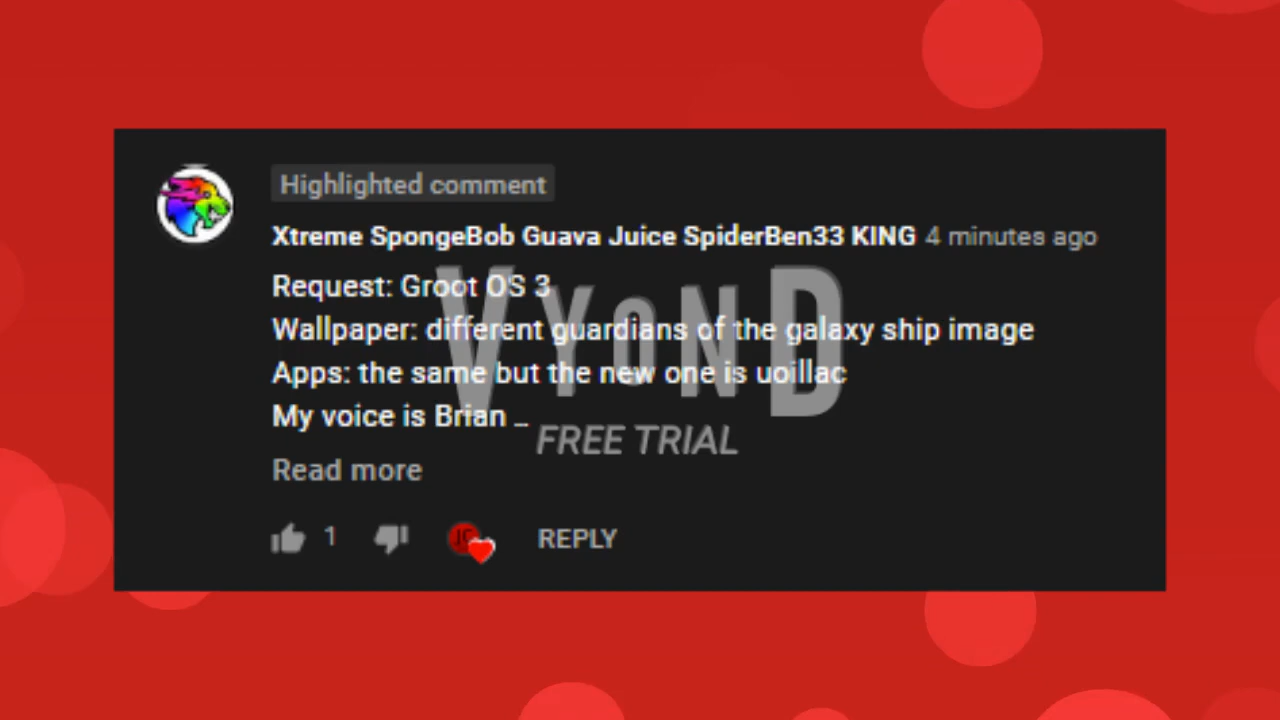 Highlighted comment
Xtreme SpongeBob Guava Juice SpiderBen33 KING 4 minutes ago
Request: Groot OS 3
Wallpaper: different guardians of the galaxy ship image
Apps: the same but the new one is uoillac
My voice is Brian ...
VYOND
FREE TRIAL
Read more
1
REPLY